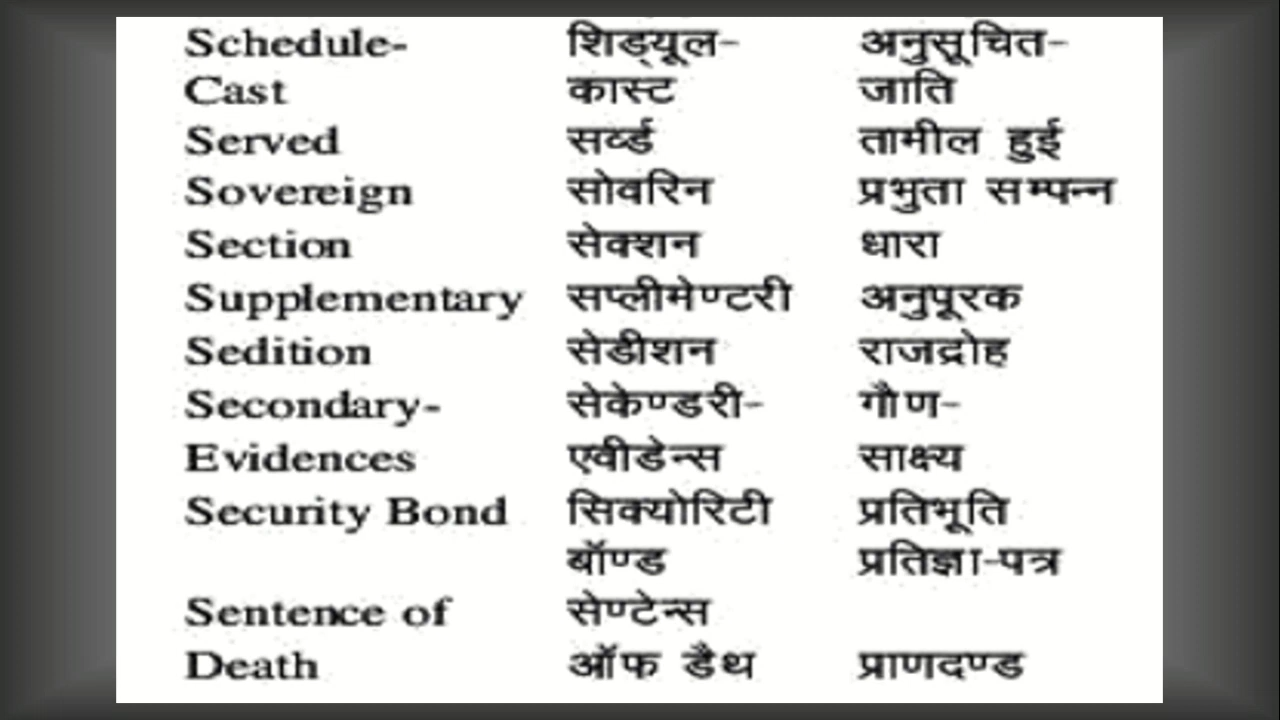 Schedule- शिड्यूल- अनुसूचित-
Cast कास्ट जाति
Served सर्व्ड तामील हुई
Sovereign सोवरिन प्रभुता सम्पन्न
Section सेक्शन धारा
Supplementary सप्लीमेण्टरी अनुपूरक
Sedition सेडीशन राजद्रोह
Secondary- सेकेण्डरी- गौण-
Evidences एवीडेन्स साक्ष्य
Security Bond सिक्योरिटी प्रतिभूति
बॉण्ड प्रतिज्ञा-पत्र
Sentence of सेण्टेन्स
Death ऑफ डैथ प्राणदण्ड